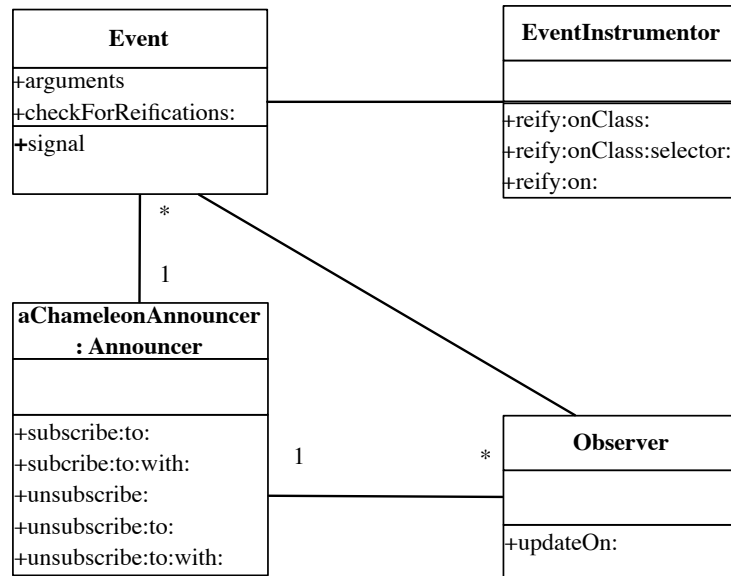 Event
+arguments
+checkForReifications:
+signal
EventInstrumentor
+reify:onClass:
+reify:onClass:selector:
+reify:on:
*
1
aChameleonAnnouncer
: Announcer
+subscribe:to:
+subcribe:to:with:
+unsubscribe:
+unsubscribe:to:
+unsubscribe:to:with:
1
*
Observer
+updateOn: